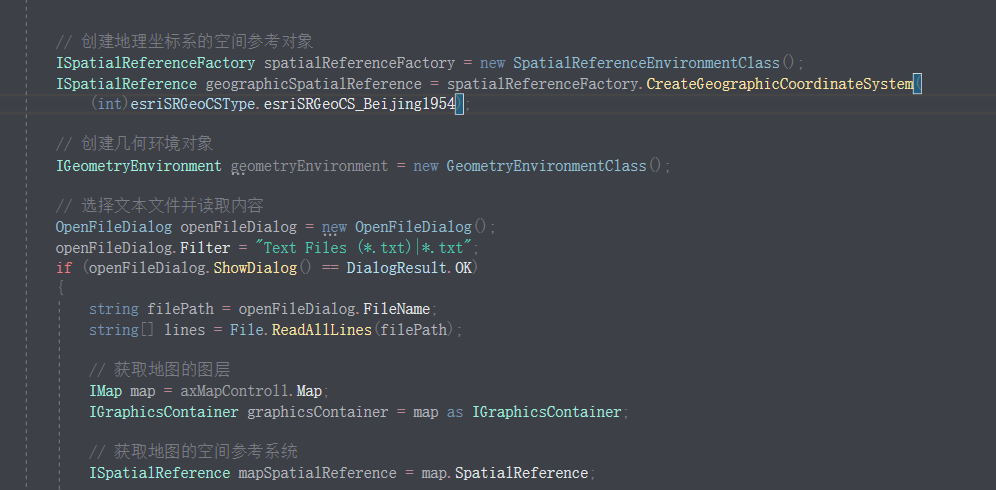 // 创建地理坐标系的空间参考对象
ISpatialReferenceFactory spatialReferenceFactory = new SpatialReferenceEnvironmentClass();
ISpatialReference geographicSpatialReference = spatialReferenceFactory.CreateGeographicCoordinateSystem(
(int)esriSRGeoCSType.esriSRGeoCS_Beijing1954);
// 创建几何环境对象
IGeometryEnvironment geometryEnvironment = new GeometryEnvironmentClass();
// 选择文本文件并读取内容
OpenFileDialog openFileDialog = new OpenFileDialog();
openFileDialog.Filter = "Text Files (*.txt)|*.txt";
if (openFileDialog.ShowDialog() == DialogResult.OK)
{
string filePath = openFileDialog.FileName;
string[] lines = File.ReadAllLines(filePath);
// 获取地图的图层
IMap map = axMapControl1.Map;
IGraphicsContainer graphicsContainer = map as IGraphicsContainer;
// 获取地图的空间参考系统
ISpatialReference mapSpatialReference = map.SpatialReference;